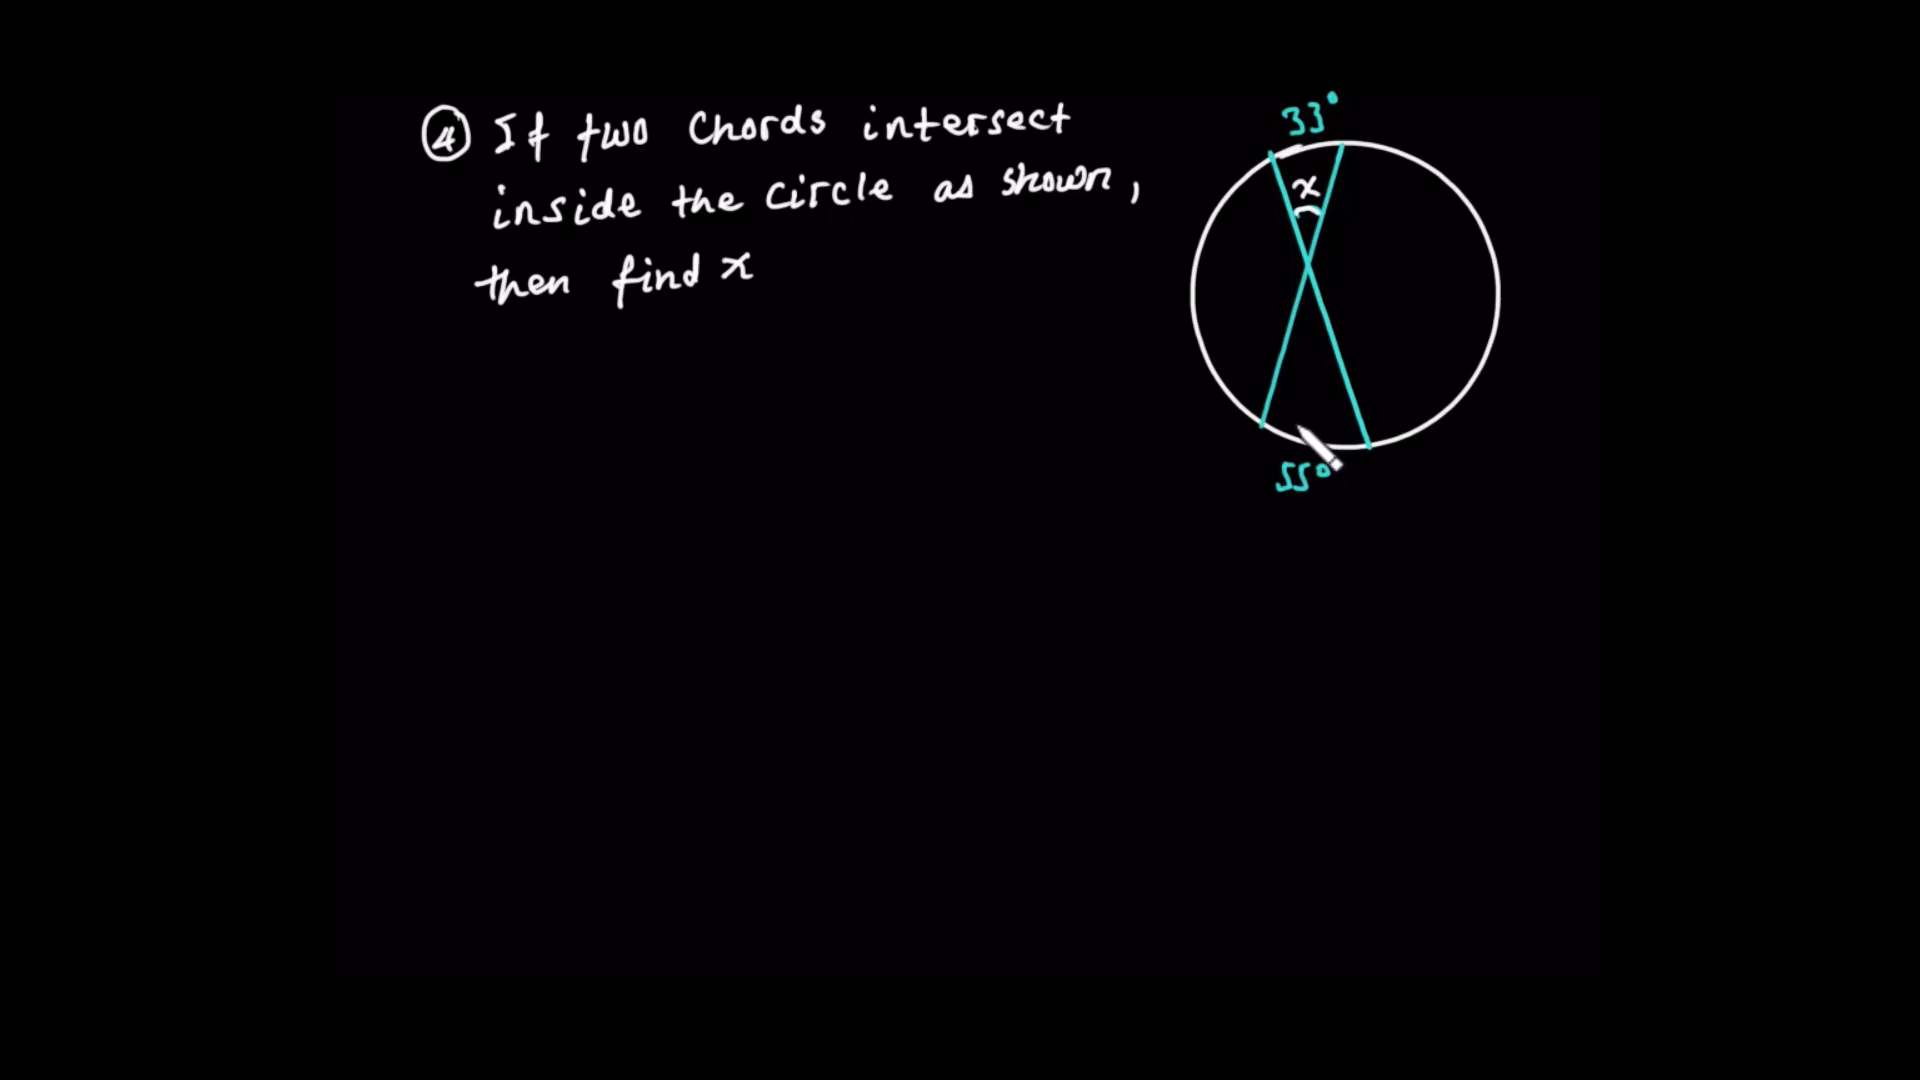 ④ If two Chords intersect
inside the circle as shown,
then find x
33°
x
55°